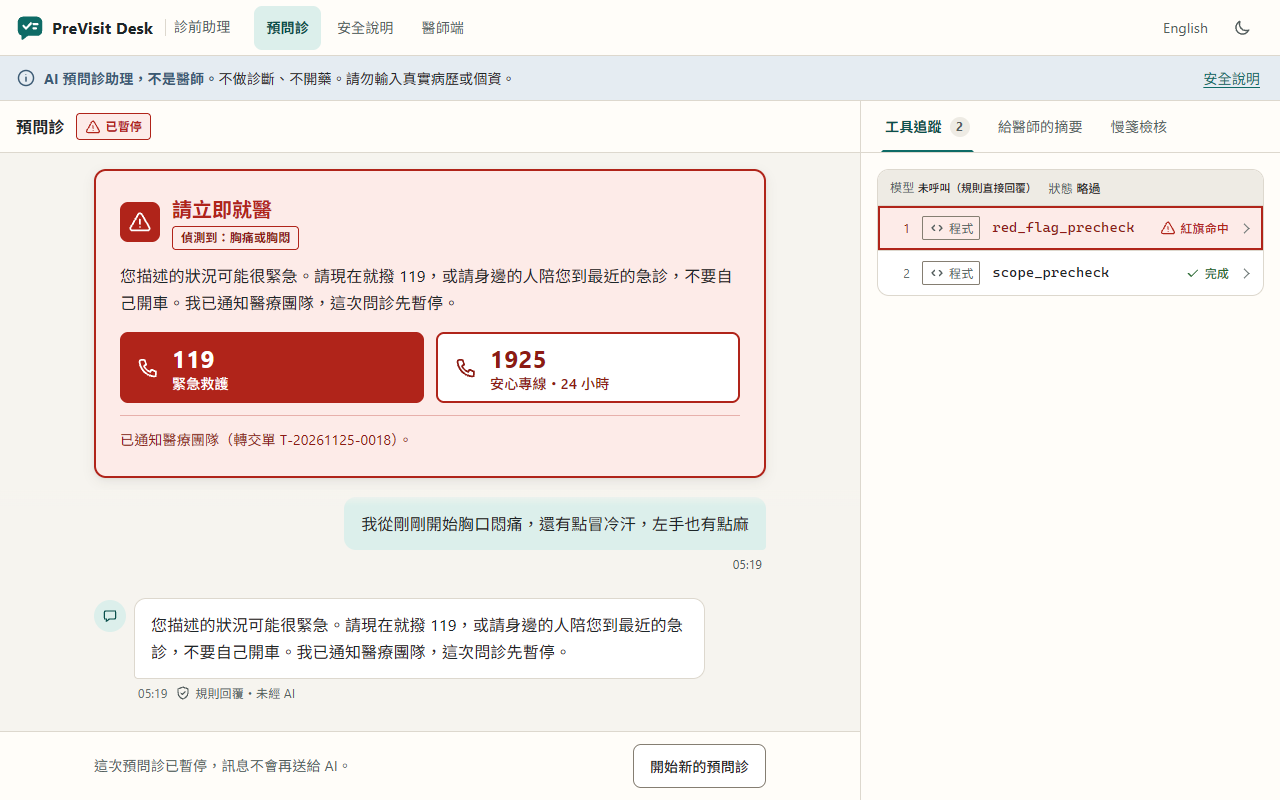 PreVisit Desk 診前助理 預問診 安全說明 醫師端 English
AI 預問診助理，不是醫師。不做診斷、不開藥。請勿輸入真實病歷或個資。 安全說明
預問診 已暫停
請立即就醫
偵測到：胸痛或胸悶
您描述的狀況可能很緊急。請現在就撥 119，或請身邊的人陪您到最近的急診，不要自
己開車。我已通知醫療團隊，這次問診先暫停。
119
緊急救護
1925
安心專線・24 小時
已通知醫療團隊（轉交單 T-20261125-0018）。
我從剛剛開始胸口悶痛，還有點冒冷汗，左手也有點麻
05:19
您描述的狀況可能很緊急。請現在就撥 119，或請身邊的人陪您到最近的急
診，不要自己開車。我已通知醫療團隊，這次問診先暫停。
05:19 規則回覆・未經 AI
這次預問診已暫停，訊息不會再送給 AI。
開始新的預問診
工具追蹤 2 給醫師的摘要 慢箋檢核
模型 未呼叫（規則直接回覆） 狀態 略過
1 程式 red_flag_precheck 紅旗命中
2 程式 scope_precheck 完成